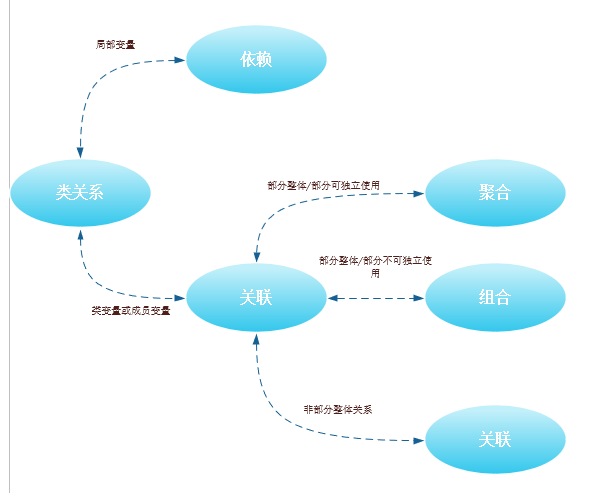 局部变量
依赖
类关系
部分整体/部分可独立使用
聚合
部分整体/部分不可独立使
用
关联
组合
类变量或成员变量
非部分整体关系
关联